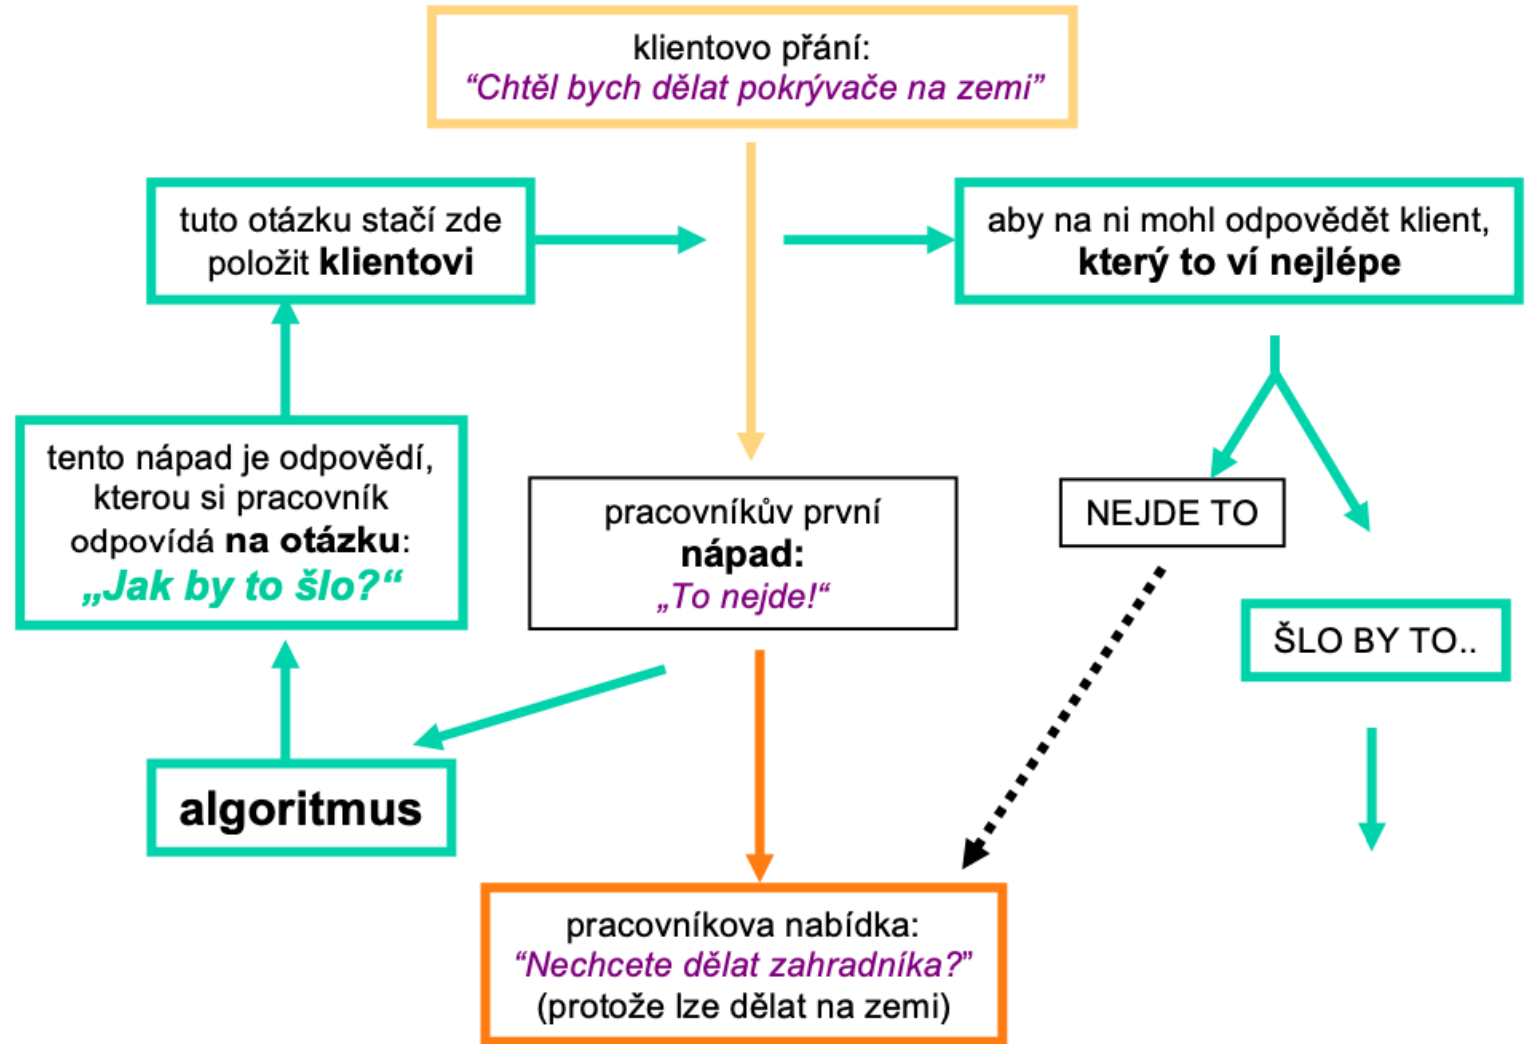 klientovo přání:
“Chtěl bych dělat pokrývače na zemi”
tuto otázku stačí zde
položit klientovi
aby na ni mohl odpovědět klient,
který to ví nejlépe
tento nápad je odpovědí,
kterou si pracovník
odpovídá na otázku:
„Jak by to šlo?“
pracovníkův první
nápad:
„To nejde!“
NEJDE TO
ŠLO BY TO..
algoritmus
pracovníkova nabídka:
“Nechcete dělat zahradníka?”
(protože lze dělat na zemi)